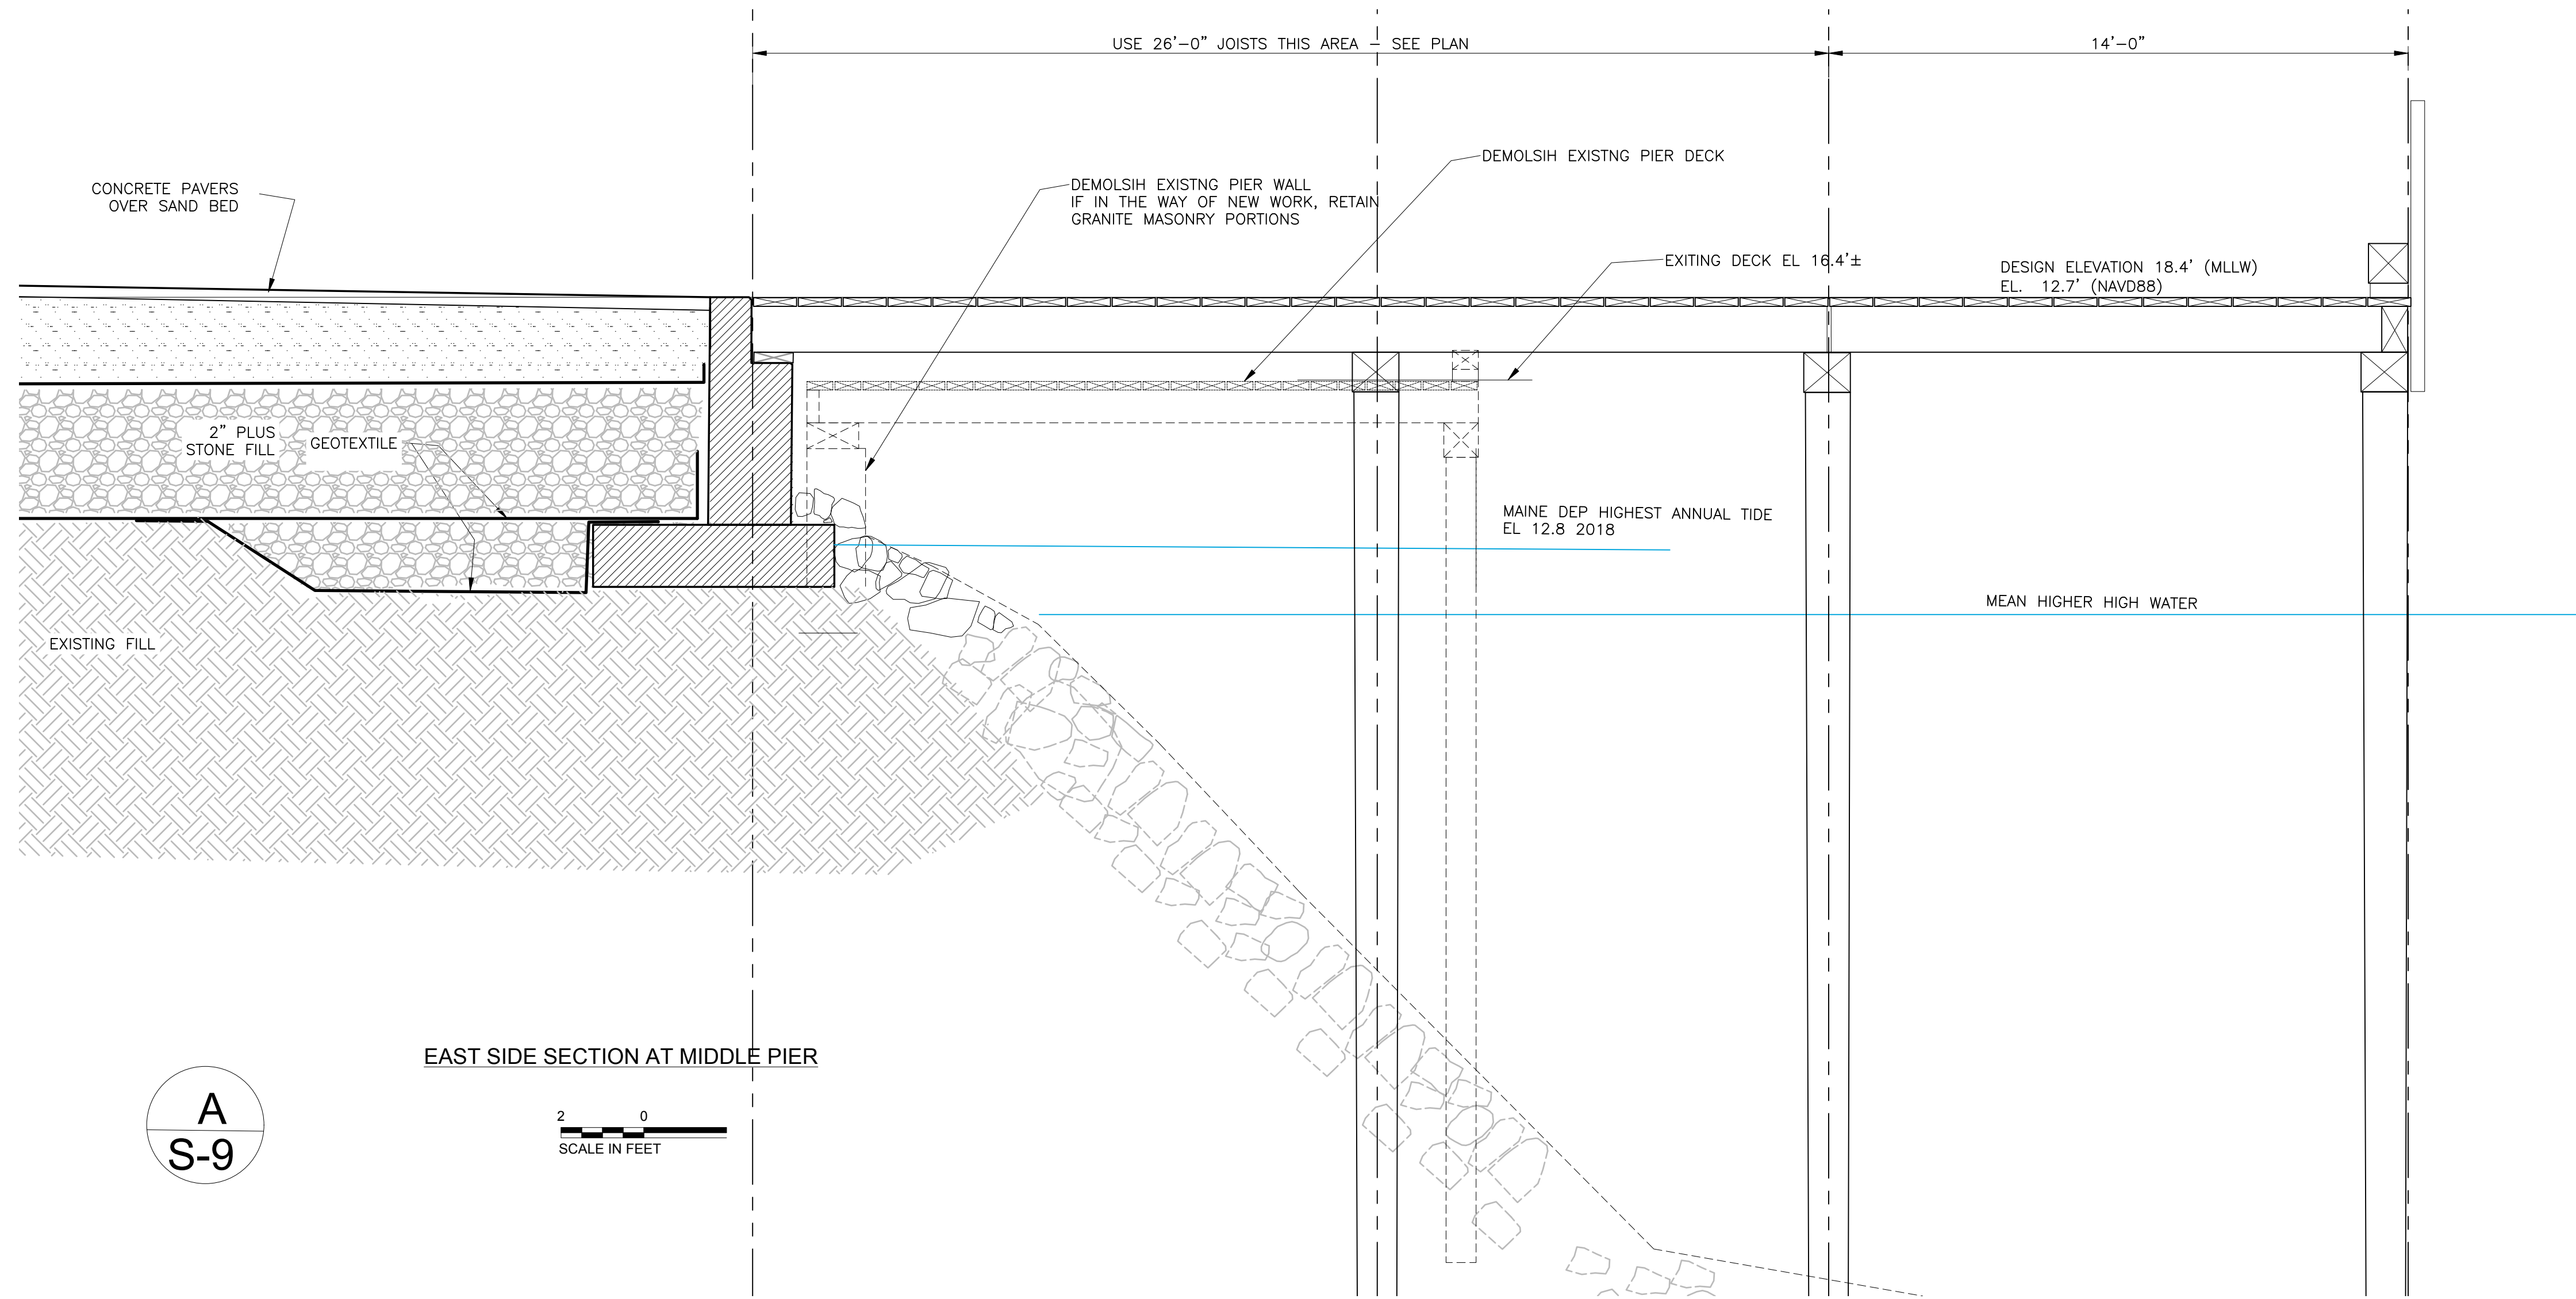 USE 26'-0" JOISTS THIS AREA - SEE PLAN
14'-0"
CONCRETE PAVERS
OVER SAND BED
DEMOLSIH EXISTNG PIER WALL
IF IN THE WAY OF NEW WORK, RETAIN
GRANITE MASONRY PORTIONS
DEMOLSIH EXISTNG PIER DECK
EXITING DECK EL 16.4'±
DESIGN ELEVATION 18.4' (MLLW)
EL. 12.7' (NAVD88)
2" PLUS
STONE FILL
GEOTEXTILE
MAINE DEP HIGHEST ANNUAL TIDE
EL 12.8 2018
MEAN HIGHER HIGH WATER
EXISTING FILL
EAST SIDE SECTION AT MIDDLE PIER
A
S-9
2 0
SCALE IN FEET